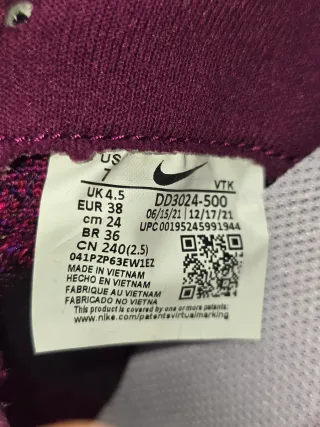 US
7
VTK
UK 4.5
DD3024-500
EUR 38
06/15/21 | 12/17/21
cm 24
UPC 00195245991944
BR 36
CN 240(2.5)
041PZP63EW1EZ
MADE IN VIETNAM
HECHO EN VIETNAM
FABRIQUE AU VIETNAM
FABRICADO NO VIETNA
This product is covered by one or more patents:
www.nike.com/patentsvirtualmarking